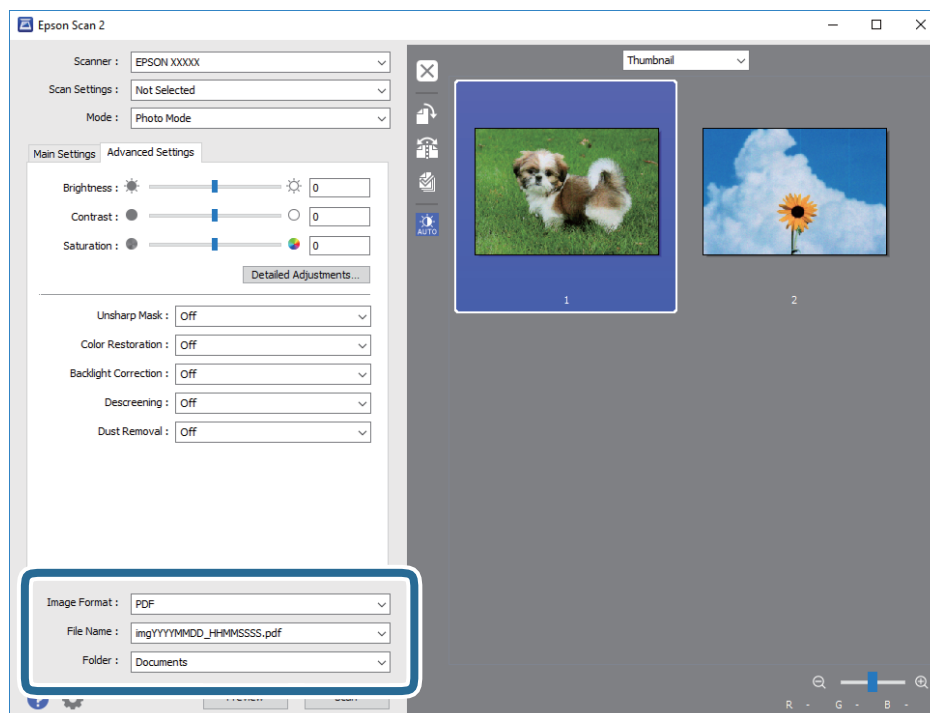 Epson Scan 2
Scanner : EPSON XXXXX
Scan Settings : Not Selected
Mode : Photo Mode
Main Settings Advanced Settings
Brightness : 0
Contrast : 0
Saturation : 0
Detailed Adjustments...
Unsharp Mask : Off
Color Restoration : Off
Backlight Correction : Off
Descreening : Off
Dust Removal : Off
Image Format : PDF
File Name : imgYYYYMMDD_HHMMSSSS.pdf
Folder : Documents
?
Preview Scan
Thumbnail
AUTO
1 2
R - G - B -